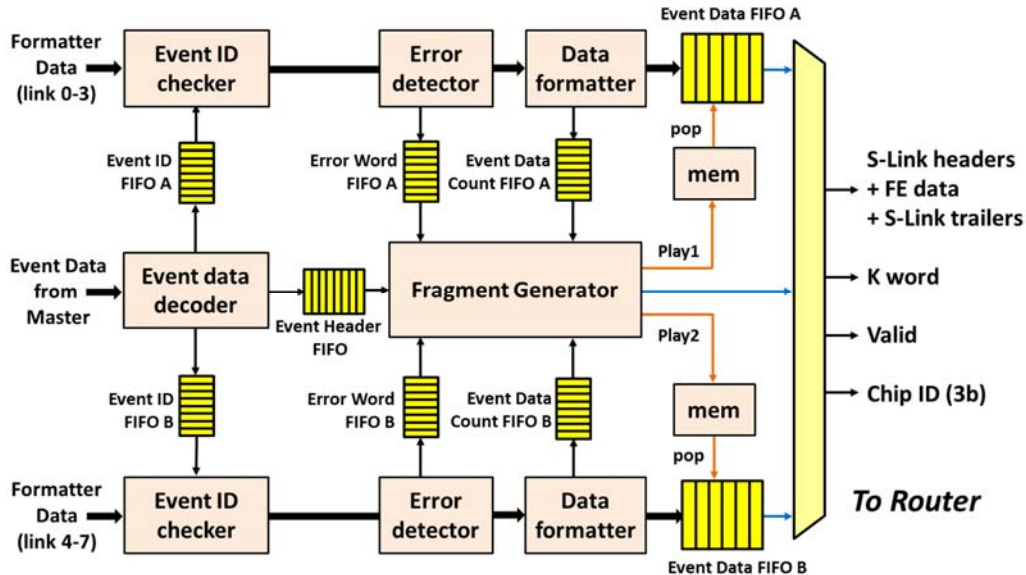 Event Data FIFO A
Formatter
Data
(link 0-3)
Event ID
checker
Error
detector
Data
formatter
pop
Event ID
FIFO A
Error Word
FIFO A
Event Data
Count FIFO A
mem
S-Link headers
+ FE data
+ S-Link trailers
Play1
Event Data
from
Master
Event data
decoder
Event Header
FIFO
Fragment Generator
K word
Play2
Valid
Event ID
FIFO B
Error Word
FIFO B
Event Data
Count FIFO B
mem
Chip ID (3b)
pop
Formatter
Data
(link 4-7)
Event ID
checker
Error
detector
Data
formatter
To Router
Event Data FIFO B